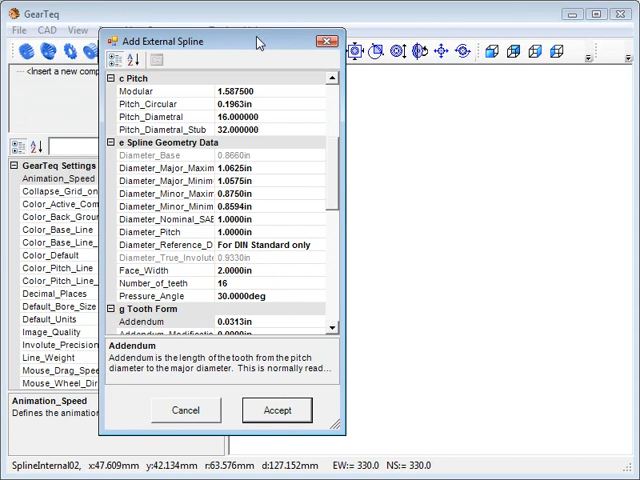 GearTeq
File CAD View
Add External Spline
<Insert a new comp
c Pitch
Modular 1.587500
Pitch_Circular 0.1963in
Pitch_Diametral 16.000000
Pitch_Diametral_Stub 32.000000
e Spline Geometry Data
Diameter_Base 0.8660in
Diameter_Major_Maxim 1.0625in
Diameter_Major_Minim 1.0575in
Diameter_Minor_Maxim 0.8750in
Diameter_Minor_Minim 0.8594in
Diameter_Nominal_SAE 1.0000in
Diameter_Pitch 1.0000in
Diameter_Reference_D For DIN Standard only
Diameter_True_Involute 0.9330in
Face_Width 2.0000in
Number_of_teeth 16
Pressure_Angle 30.0000deg
g Tooth Form
Addendum 0.0313in
Addendum_Modification 0.0000in
Addendum
Addendum is the length of the tooth from the pitch
diameter to the major diameter. This is normally read...
Cancel Accept
GearTeq Settings
Animation_Speed
Collapse_Grid_on
Color_Active_Com
Color_Back_Groun
Color_Base_Line
Color_Base_Line_
Color_Default
Color_Pitch_Line
Color_Pitch_Line_
Decimal_Places
Default_Bore_Size
Default_Units
Image_Quality
Involute_Precision
Line_Weight
Mouse_Drag_Spee
Mouse_Wheel_Dire
Animation_Speed
Defines the animation
SplineInternal02, x:47.609mm y:42.134mm r:63.576mm d:127.152mm EW:= 330.0 NS:= 330.0